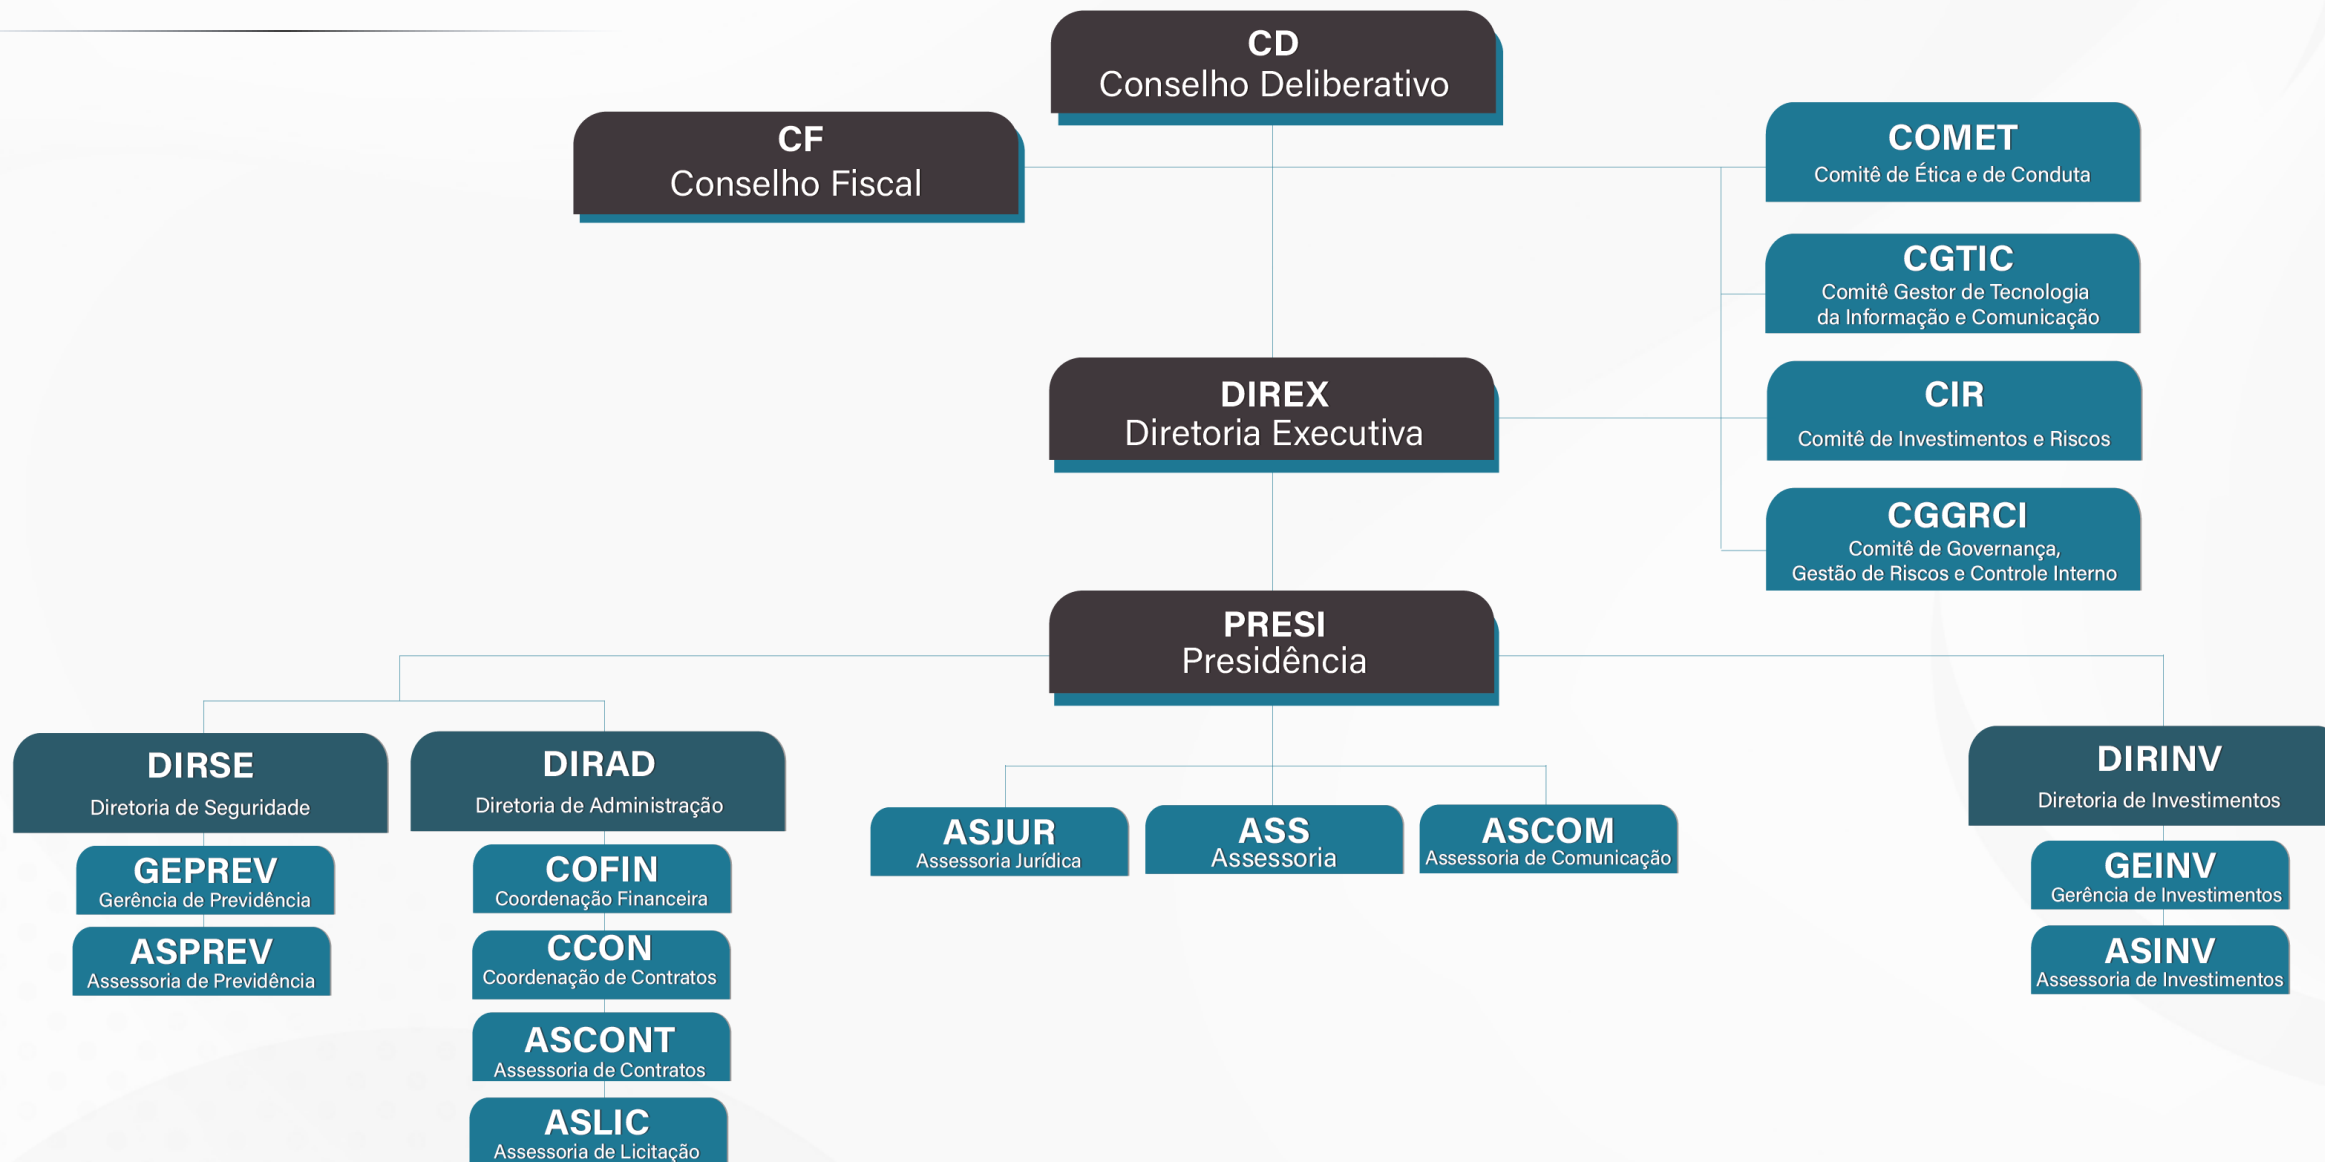 CD
Conselho Deliberativo
CF
Conselho Fiscal
COMET
Comitê de Ética e de Conduta
CGTIC
Comitê Gestor de Tecnologia
da Informação e Comunicação
DIREX
Diretoria Executiva
CIR
Comitê de Investimentos e Riscos
CGGRCI
Comitê de Governança,
Gestão de Riscos e Controle Interno
PRESI
Presidência
DIRSE
Diretoria de Seguridade
GEPREV
Gerência de Previdência
ASPREV
Assessoria de Previdência
DIRAD
Diretoria de Administração
COFIN
Coordenação Financeira
CCON
Coordenação de Contratos
ASCONT
Assessoria de Contratos
ASLIC
Assessoria de Licitação
ASJUR
Assessoria Jurídica
ASS
Assessoria
ASCOM
Assessoria de Comunicação
DIRINV
Diretoria de Investimentos
GEINV
Gerência de Investimentos
ASINV
Assessoria de Investimentos